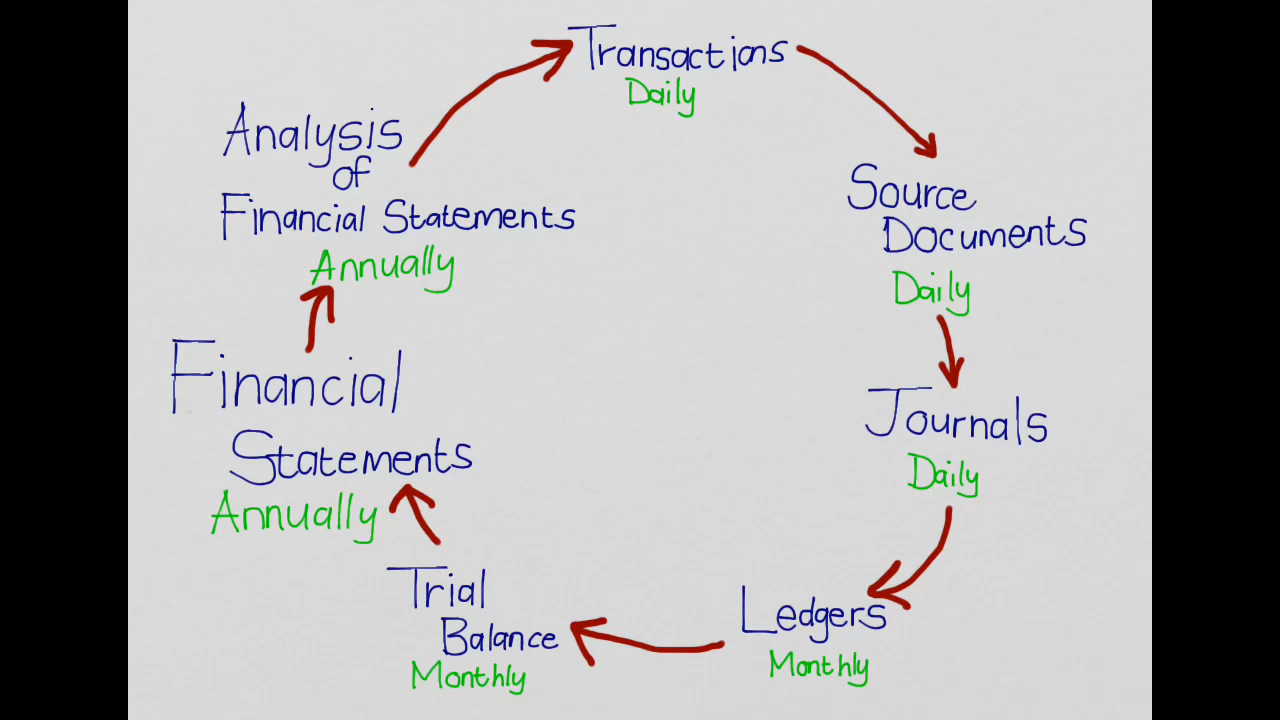 Transactions
Daily
Source
Documents
Daily
Journals
Daily
Ledgers
Monthly
Trial
Balance
Monthly
Financial
Statements
Annually
Analysis
of
Financial Statements
Annually